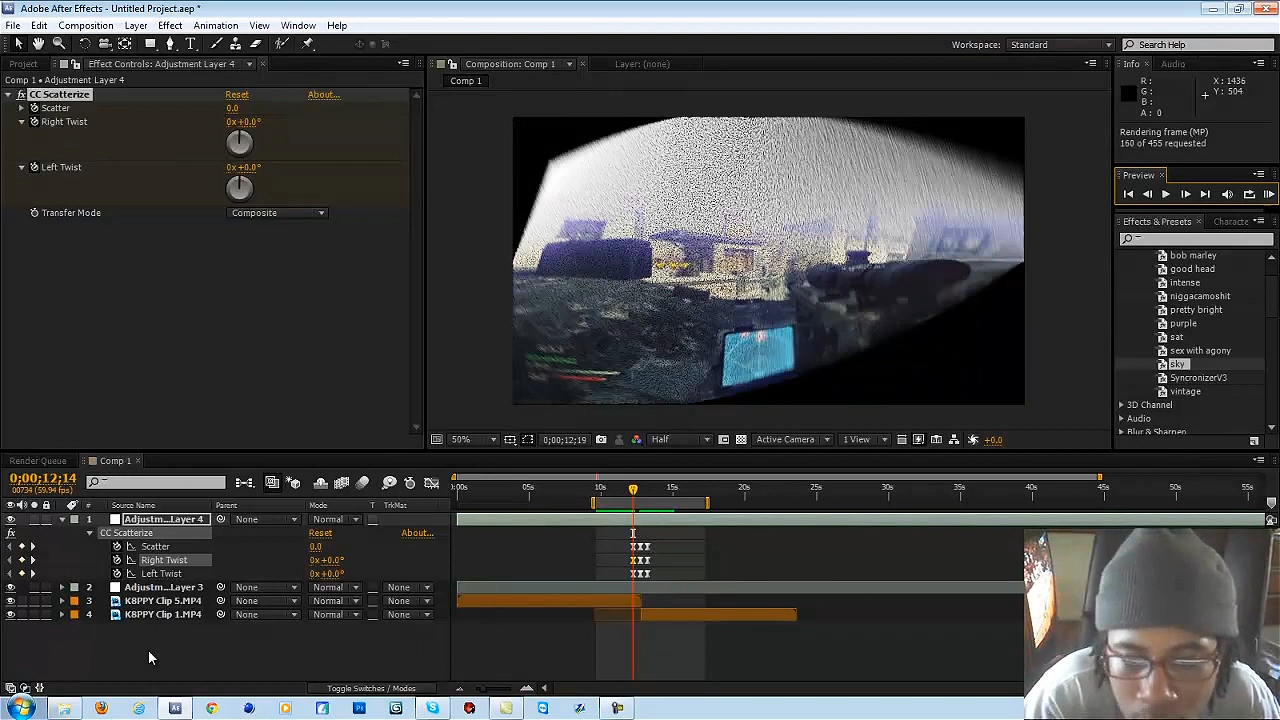 Adobe After Effects - Untitled Project.aep *
File Edit Composition Layer Effect Animation View Window Help
Workspace: Standard Search Help
Project Effect Controls: Adjustment Layer 4
Composition: Comp 1 Layer: (none)
Info Audio
Comp 1 • Adjustment Layer 4
Comp 1
CC Scatterize Reset About...
Scatter 0.0
Right Twist 0x+0.0°
Left Twist 0x+0.0°
Transfer Mode Composite
R: X: 1436
G: Y: 504
B:
A: 0
Rendering frame (MP)
160 of 455 requested
Preview
Effects & Presets Characte
bob marley
good head
intense
niggacamoshit
pretty bright
purple
sat
sex with agony
sky
SyncronizerV3
vintage
3D Channel
Audio
Blur & Sharpen
50% 0;00;12;19 Half Active Camera 1 View +0.0
Render Queue Comp 1
0;00;12;14
00734 (59.94 fps)
:00s 05s 10s 15s 20s 25s 30s 35s 40s 45s 50s 55s
# Source Name Parent Mode T TrkMat
1 Adjustm...Layer 4 None Normal
CC Scatterize Reset About...
Scatter 0.0
Right Twist 0x+0.0°
Left Twist 0x+0.0°
2 Adjustm...Layer 3 None Normal None
3 K8PPY Clip 5.MP4 None Normal None
4 K8PPY Clip 1.MP4 None Normal None
Toggle Switches / Modes